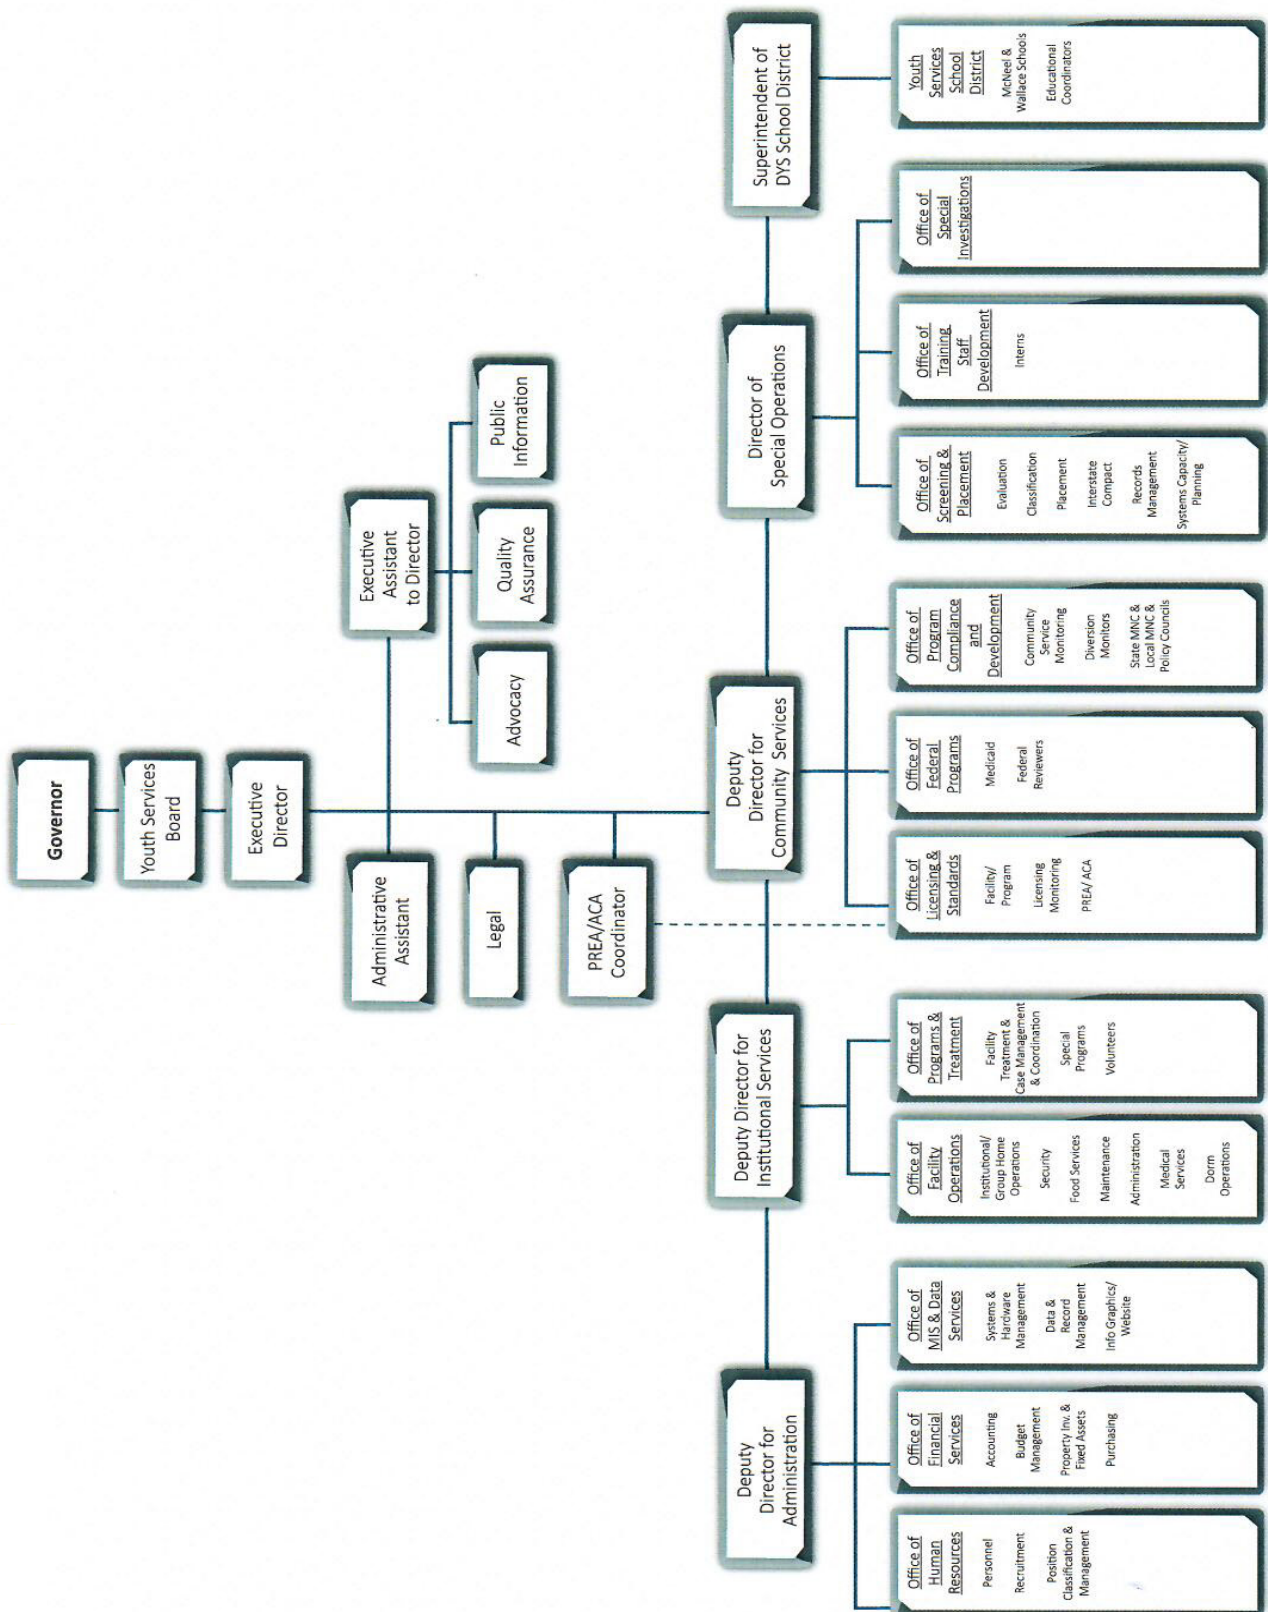 Governor
Youth Services
Board
Executive
Director
Administrative
Assistant
Executive
Assistant
to Director
Legal
Advocacy
Quality
Assurance
Public
Information
PREA/ACA
Coordinator
Deputy
Director for
Administration
Deputy Director for
Institutional Services
Deputy
Director for
Community Services
Director of
Special Operations
Superintendent of
DYS School District
Office of
Human
Resources
Personnel
Recruitment
Position
Classification &
Management
Office of
Financial
Services
Accounting
Budget
Management
Property Inv. &
Fixed Assets
Purchasing
Office of
MIS & Data
Services
Systems &
Hardware
Management
Data &
Record
Management
Info Graphics/
Website
Office of
Facility
Operations
Institutional/
Group Home
Operations
Security
Food Services
Maintenance
Administration
Medical
Services
Dorm
Operations
Office of
Programs &
Treatment
Facility
Treatment &
Case Management
& Coordination
Special
Programs
Volunteers
Office of
Licensing &
Standards
Facility/
Program
Licensing
Monitoring
PREA/ ACA
Office of
Federal
Programs
Medicaid
Federal
Reviewers
Office of
Program
Compliance
and
Development
Community
Service
Monitoring
Diversion
Monitors
State MNC &
Local MNC &
Policy Councils
Office of
Screening &
Placement
Evaluation
Classification
Placement
Interstate
Compact
Records
Management
Systems Capacity/
Planning
Office of
Training
Staff
Development
Interns
Office of
Special
Investigations
Youth
Services
School
District
McNeel &
Wallace Schools
Educational
Coordinators